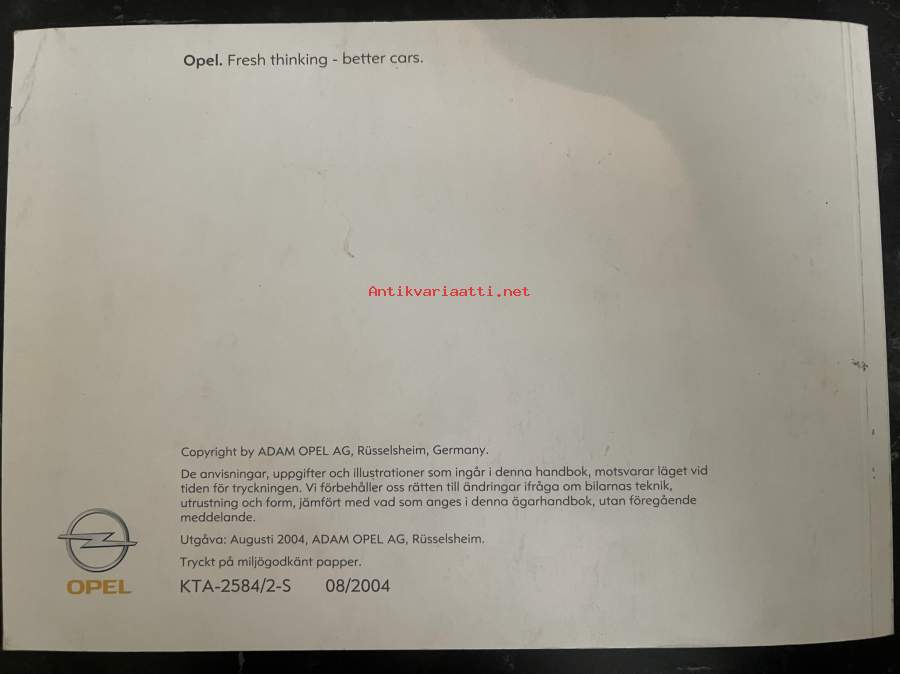 Opel. Fresh thinking - better cars.
Antikvariaatti.net
Copyright by ADAM OPEL AG, Rüsselsheim, Germany.
De anvisningar, uppgifter och illustrationer som ingår i denna handbok, motsvarar läget vid
tiden för tryckningen. Vi förbehåller oss rätten till ändringar ifråga om bilarnas teknik,
utrustning och form, jämfört med vad som anges i denna ägarhandbok, utan föregående
meddelande.
Utgåva: Augusti 2004, ADAM OPEL AG, Rüsselsheim.
Tryckt på miljögodkänt papper.
OPEL
KTA-2584/2-S 08/2004